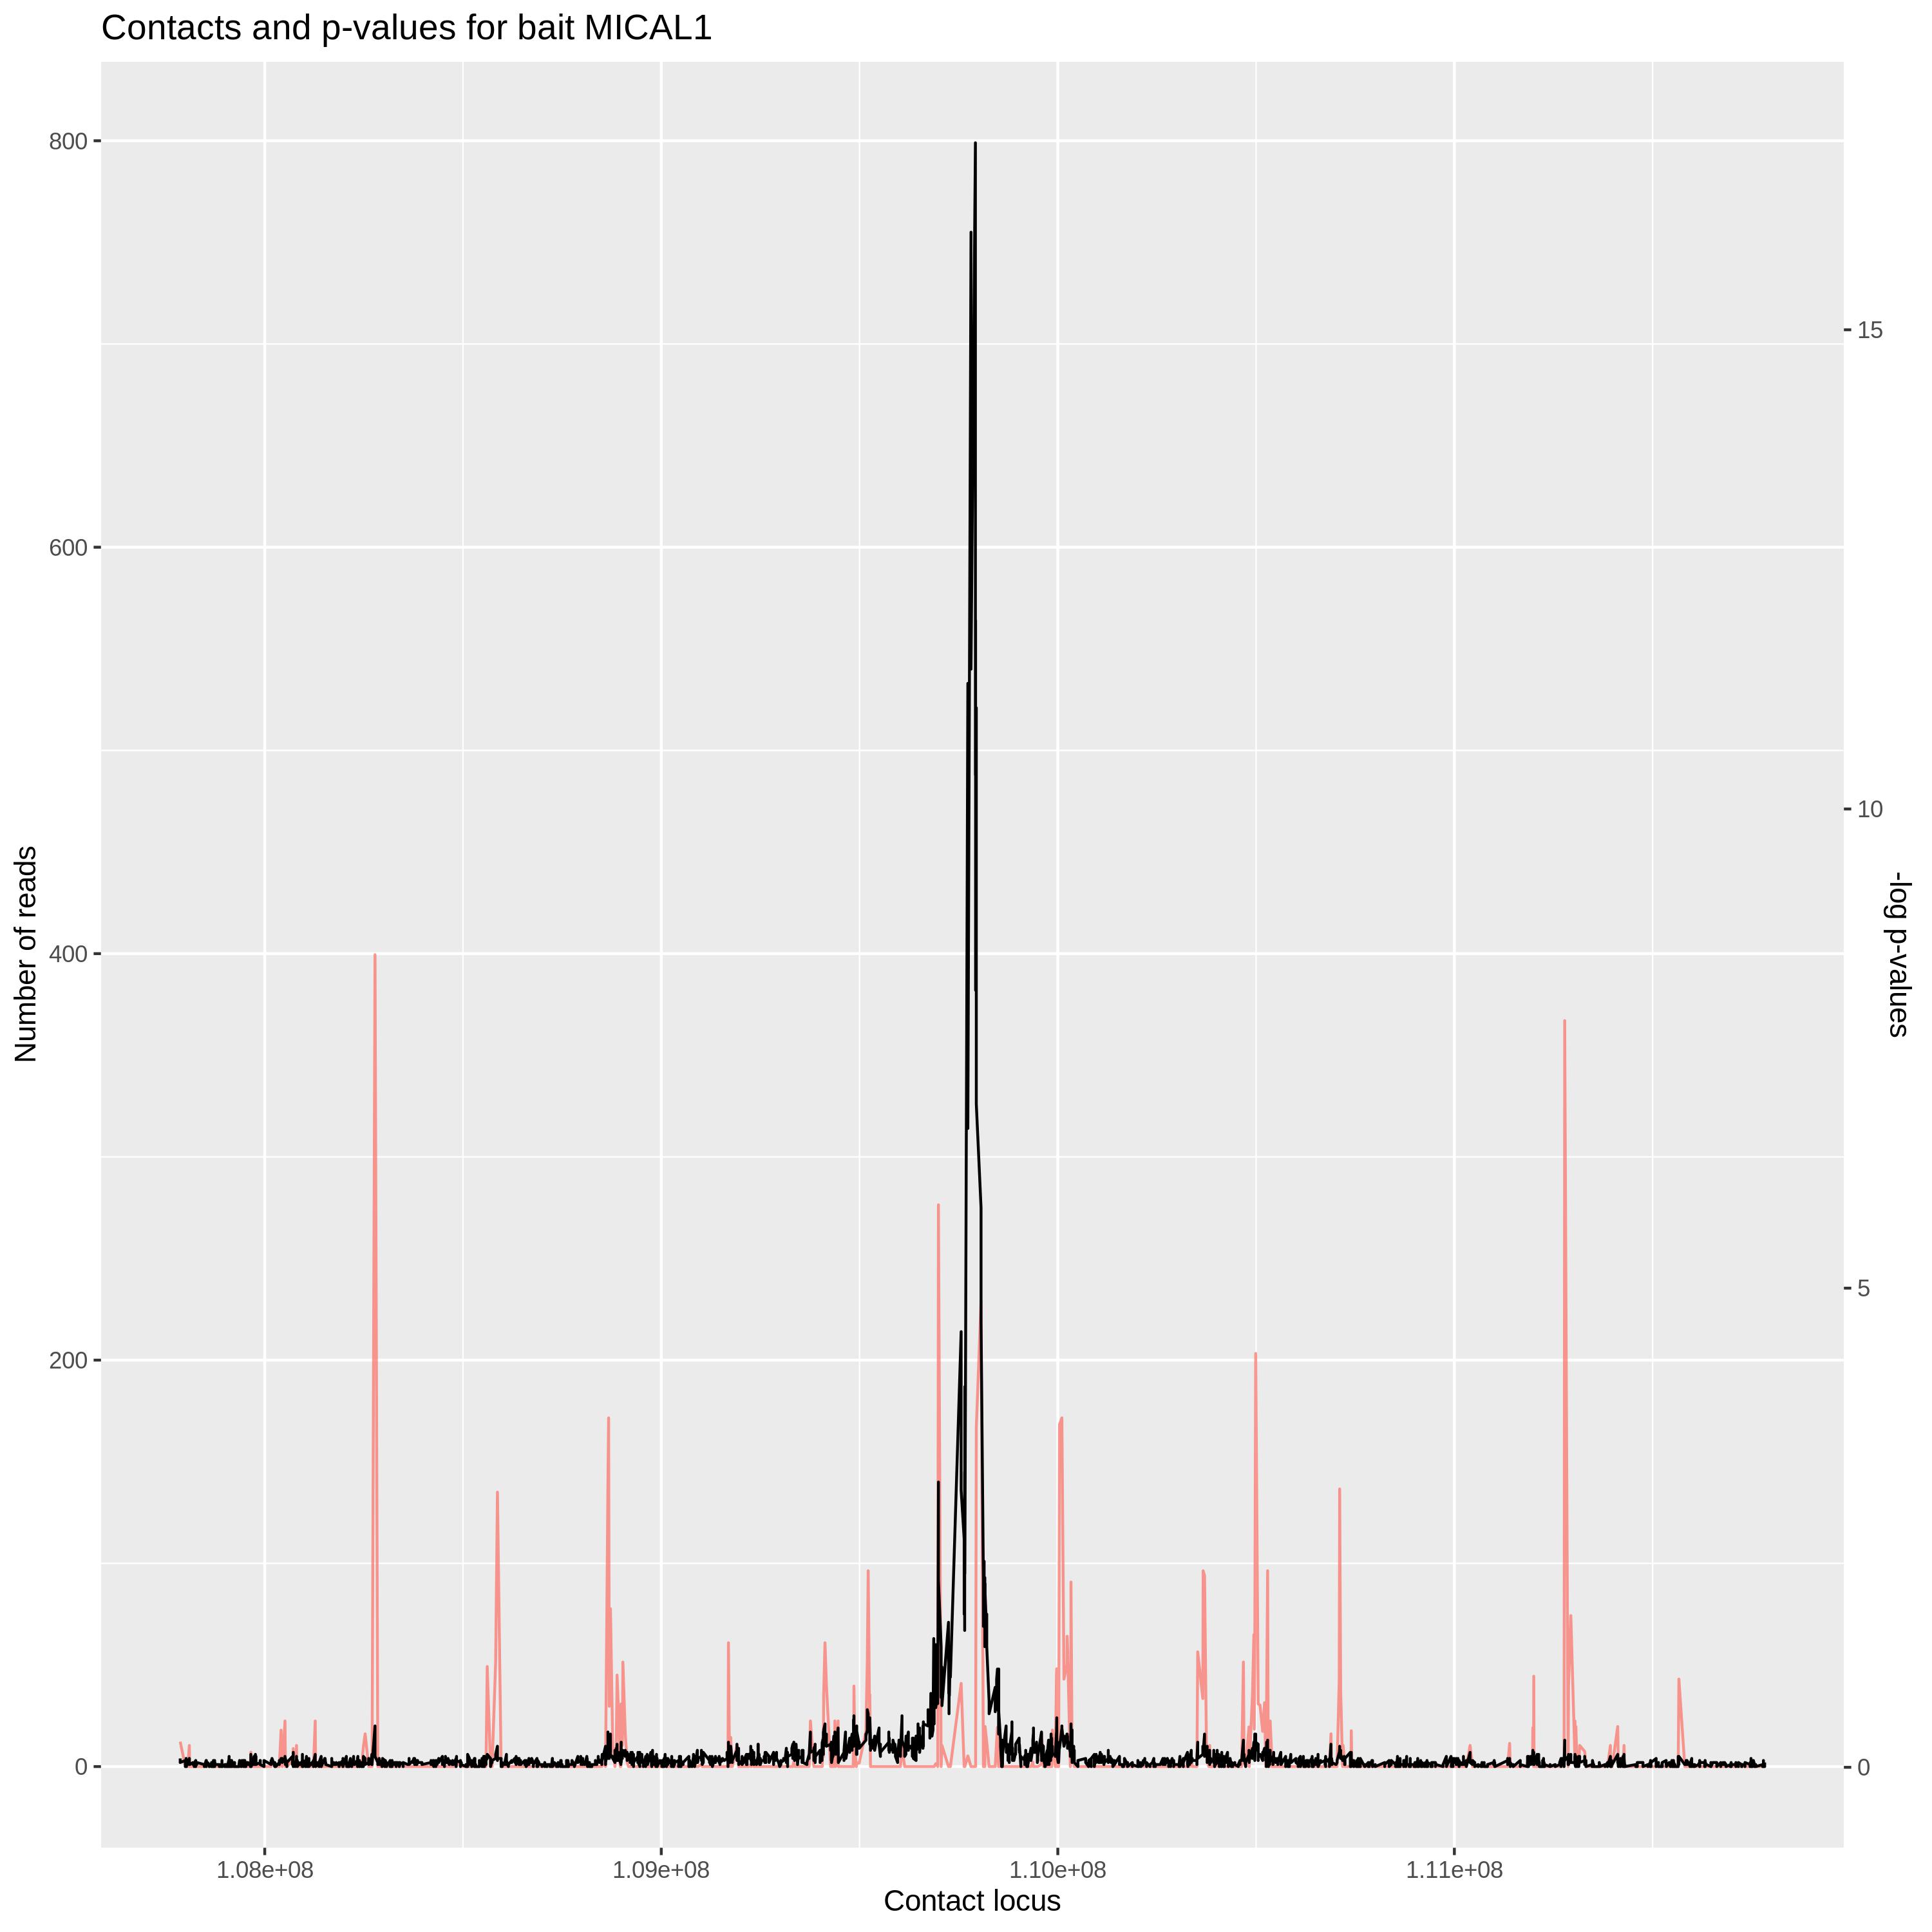 Contacts and p-values for bait MICAL1
800
600
400
200
0
Number of reads
15
10
5
0
-log p-values
1.08e+08
1.09e+08
1.10e+08
1.11e+08
Contact locus